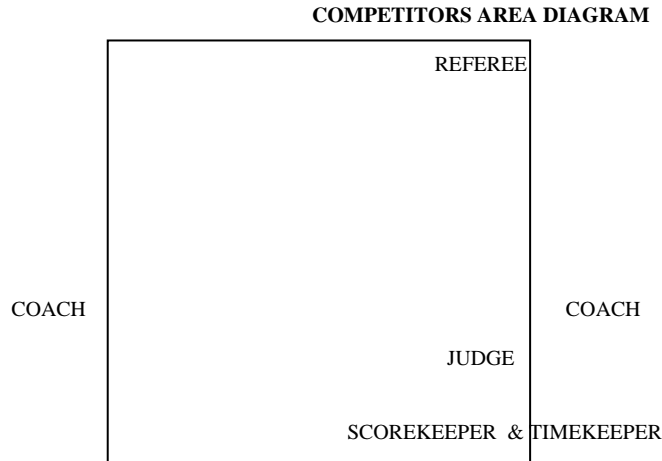 COMPETITORS AREA DIAGRAM
REFEREE
COACH COACH
JUDGE
SCOREKEEPER & TIMEKEEPER